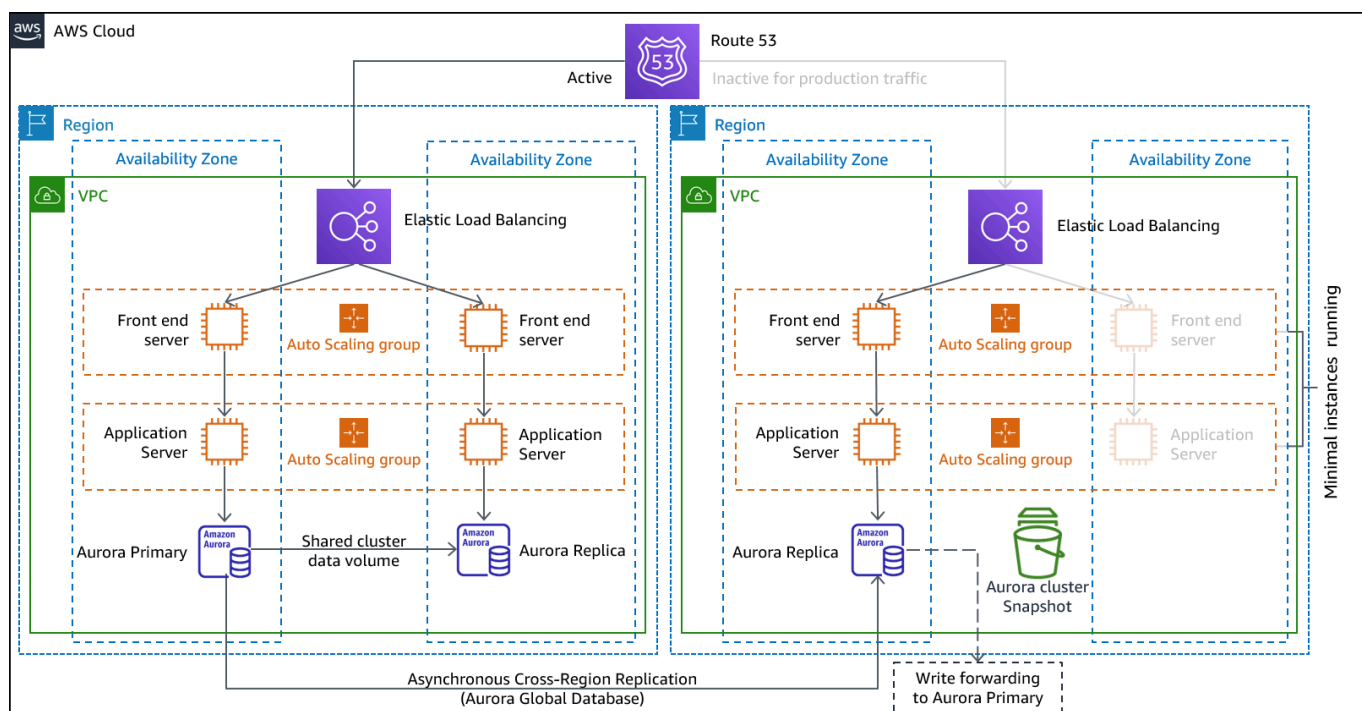 aws
AWS Cloud
Route 53
53
Active
Inactive for production traffic
Region
Availability Zone
Availability Zone
VPC
Elastic Load Balancing
Front end
server
Auto Scaling group
Front end
server
Application
Server
Auto Scaling group
Application
Server
Aurora Primary
Amazon
Aurora
Shared cluster
data volume
Amazon
Aurora
Aurora Replica
Region
Availability Zone
Availability Zone
VPC
Elastic Load Balancing
Front end
server
Auto Scaling group
Front end
server
Application
Server
Auto Scaling group
Application
Server
Minimal instances running
Aurora Replica
Amazon
Aurora
Aurora cluster
Snapshot
Asynchronous Cross-Region Replication
(Aurora Global Database)
Write forwarding
to Aurora Primary